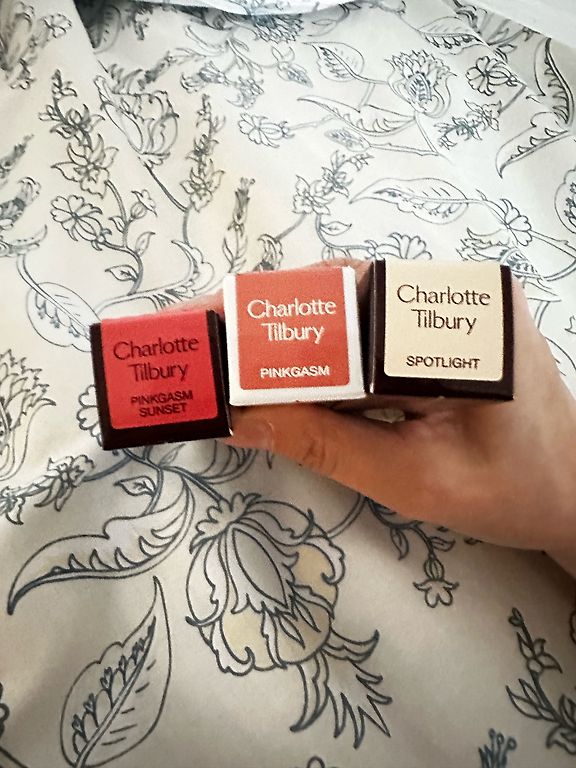 Charlotte
Tilbury
PINKGASM
SUNSET
Charlotte
Tilbury
PINKGASM
Charlotte
Tilbury
SPOTLIGHT